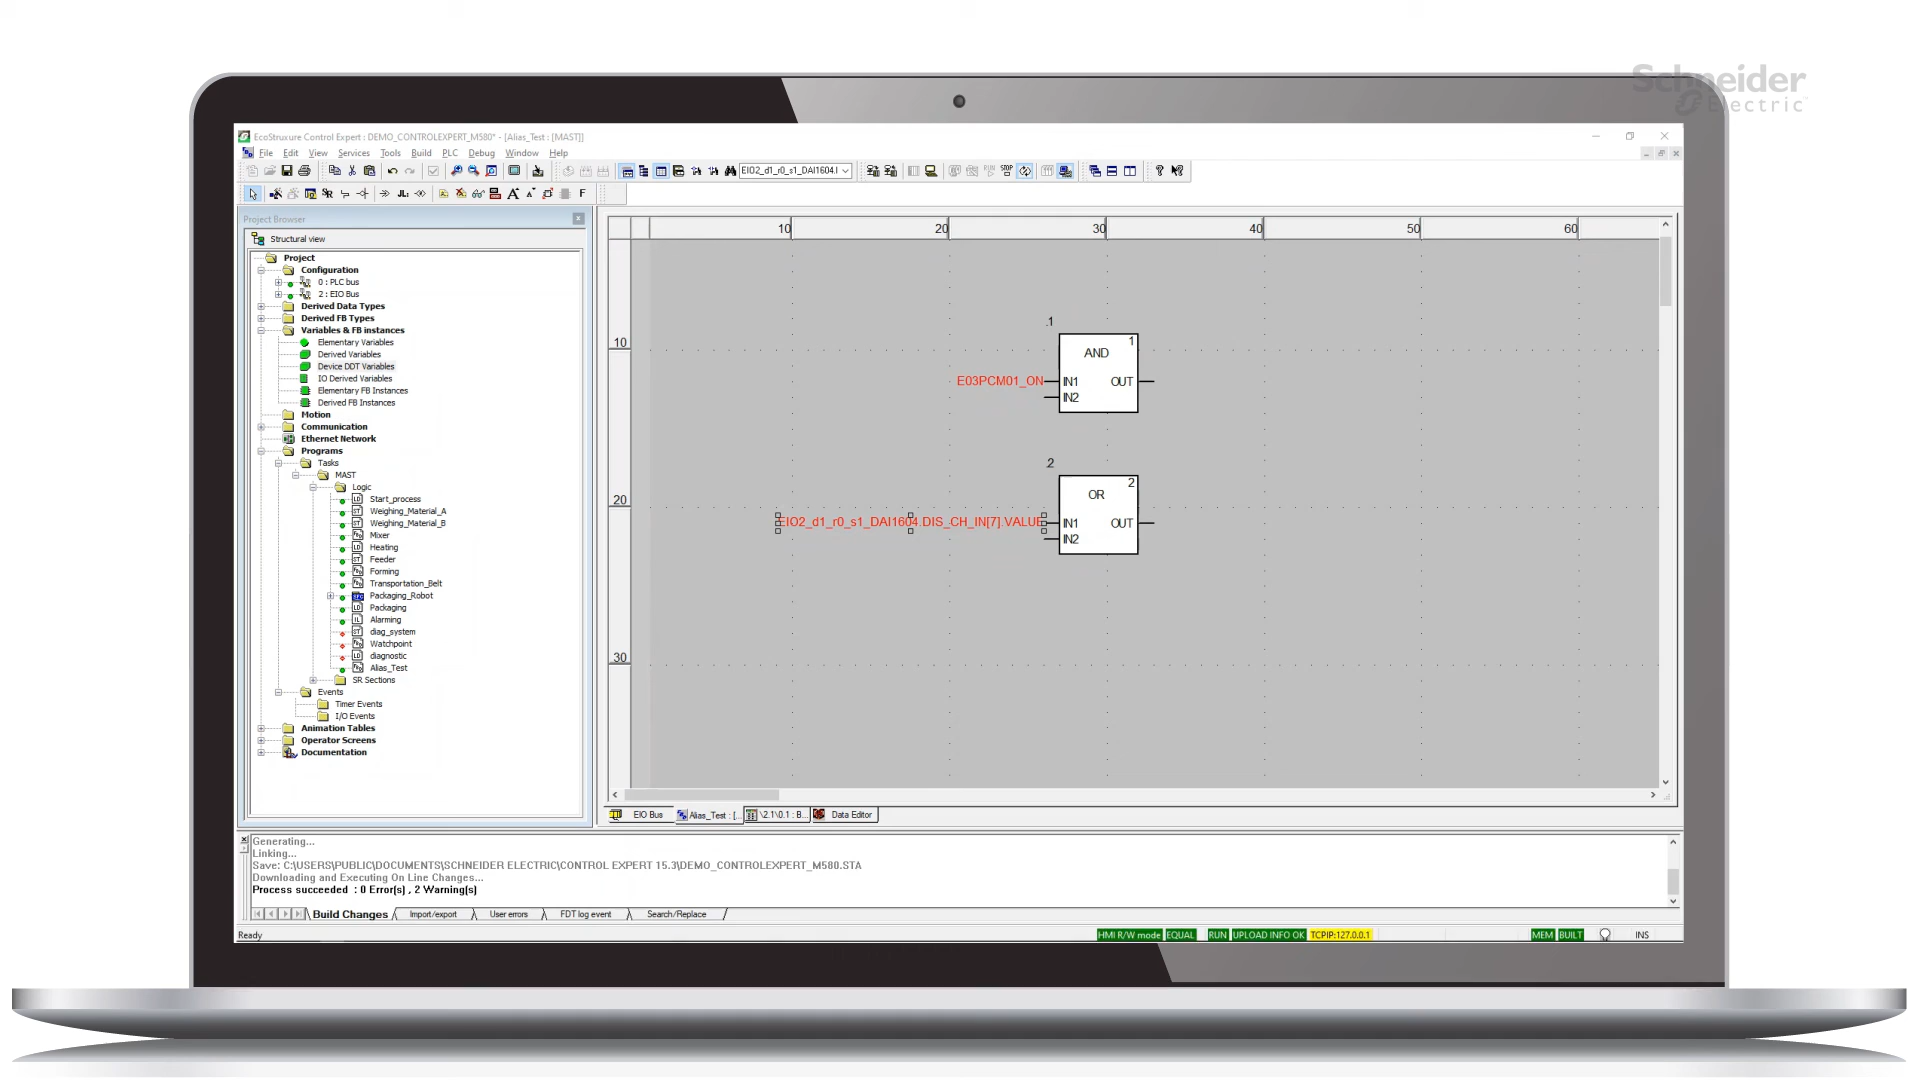 Schneider
Electric
EcoStruxure Control Expert : DEMO_CONTROLEXPERT_M580* - [Alias_Test : [MAST]]
File Edit View Services Tools Build PLC Debug Window Help
EIO2_d1_r0_s1_DAI1604.I
Project Browser
Structural view
Project
Configuration
0 : PLC bus
2 : EIO Bus
Derived Data Types
Derived FB Types
Variables & FB instances
Elementary Variables
Derived Variables
Device DDT Variables
IO Derived Variables
Elementary FB Instances
Derived FB Instances
Motion
Communication
Ethernet Network
Programs
Tasks
MAST
Logic
Start_process
Weighing_Material_A
Weighing_Material_B
Mixer
Heating
Feeder
Forming
Transportation_Belt
Packaging_Robot
Packaging
Alarming
diag_system
Watchpoint
diagnostic
Alias_Test
SR Sections
Events
Timer Events
I/O Events
Animation Tables
Operator Screens
Documentation
10 20 30 40 50 60
10
20
30
.1
1
AND
E03PCM01_ON
IN1 OUT
IN2
.2
2
OR
EIO2_d1_r0_s1_DAI1604.DIS_CH_IN[7].VALUE
IN1 OUT
IN2
EIO Bus Alias_Test : [... \2.1\0.1 : B... Data Editor
Generating...
Linking...
Save: C:\USERS\PUBLIC\DOCUMENTS\SCHNEIDER ELECTRIC\CONTROL EXPERT 15.3\DEMO_CONTROLEXPERT_M580.STA
Downloading and Executing On Line Changes...
Process succeeded : 0 Error(s) , 2 Warning(s)
Build Changes Import/export User errors FDT log event Search/Replace
Ready HMI R/W mode EQUAL RUN UPLOAD INFO OK TCPIP:127.0.0.1 MEM BUILT INS